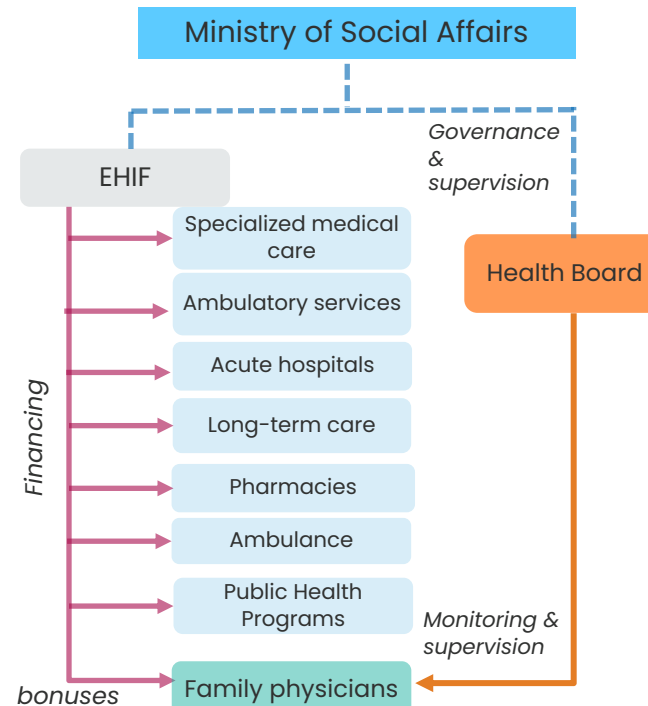 Ministry of Social Affairs
Governance
&
supervision
EHIF
Specialized medical
care
Health Board
Ambulatory services
Acute hospitals
Financing
Long-term care
Pharmacies
Ambulance
Public Health
Programs
Monitoring &
supervision
bonuses
Family physicians